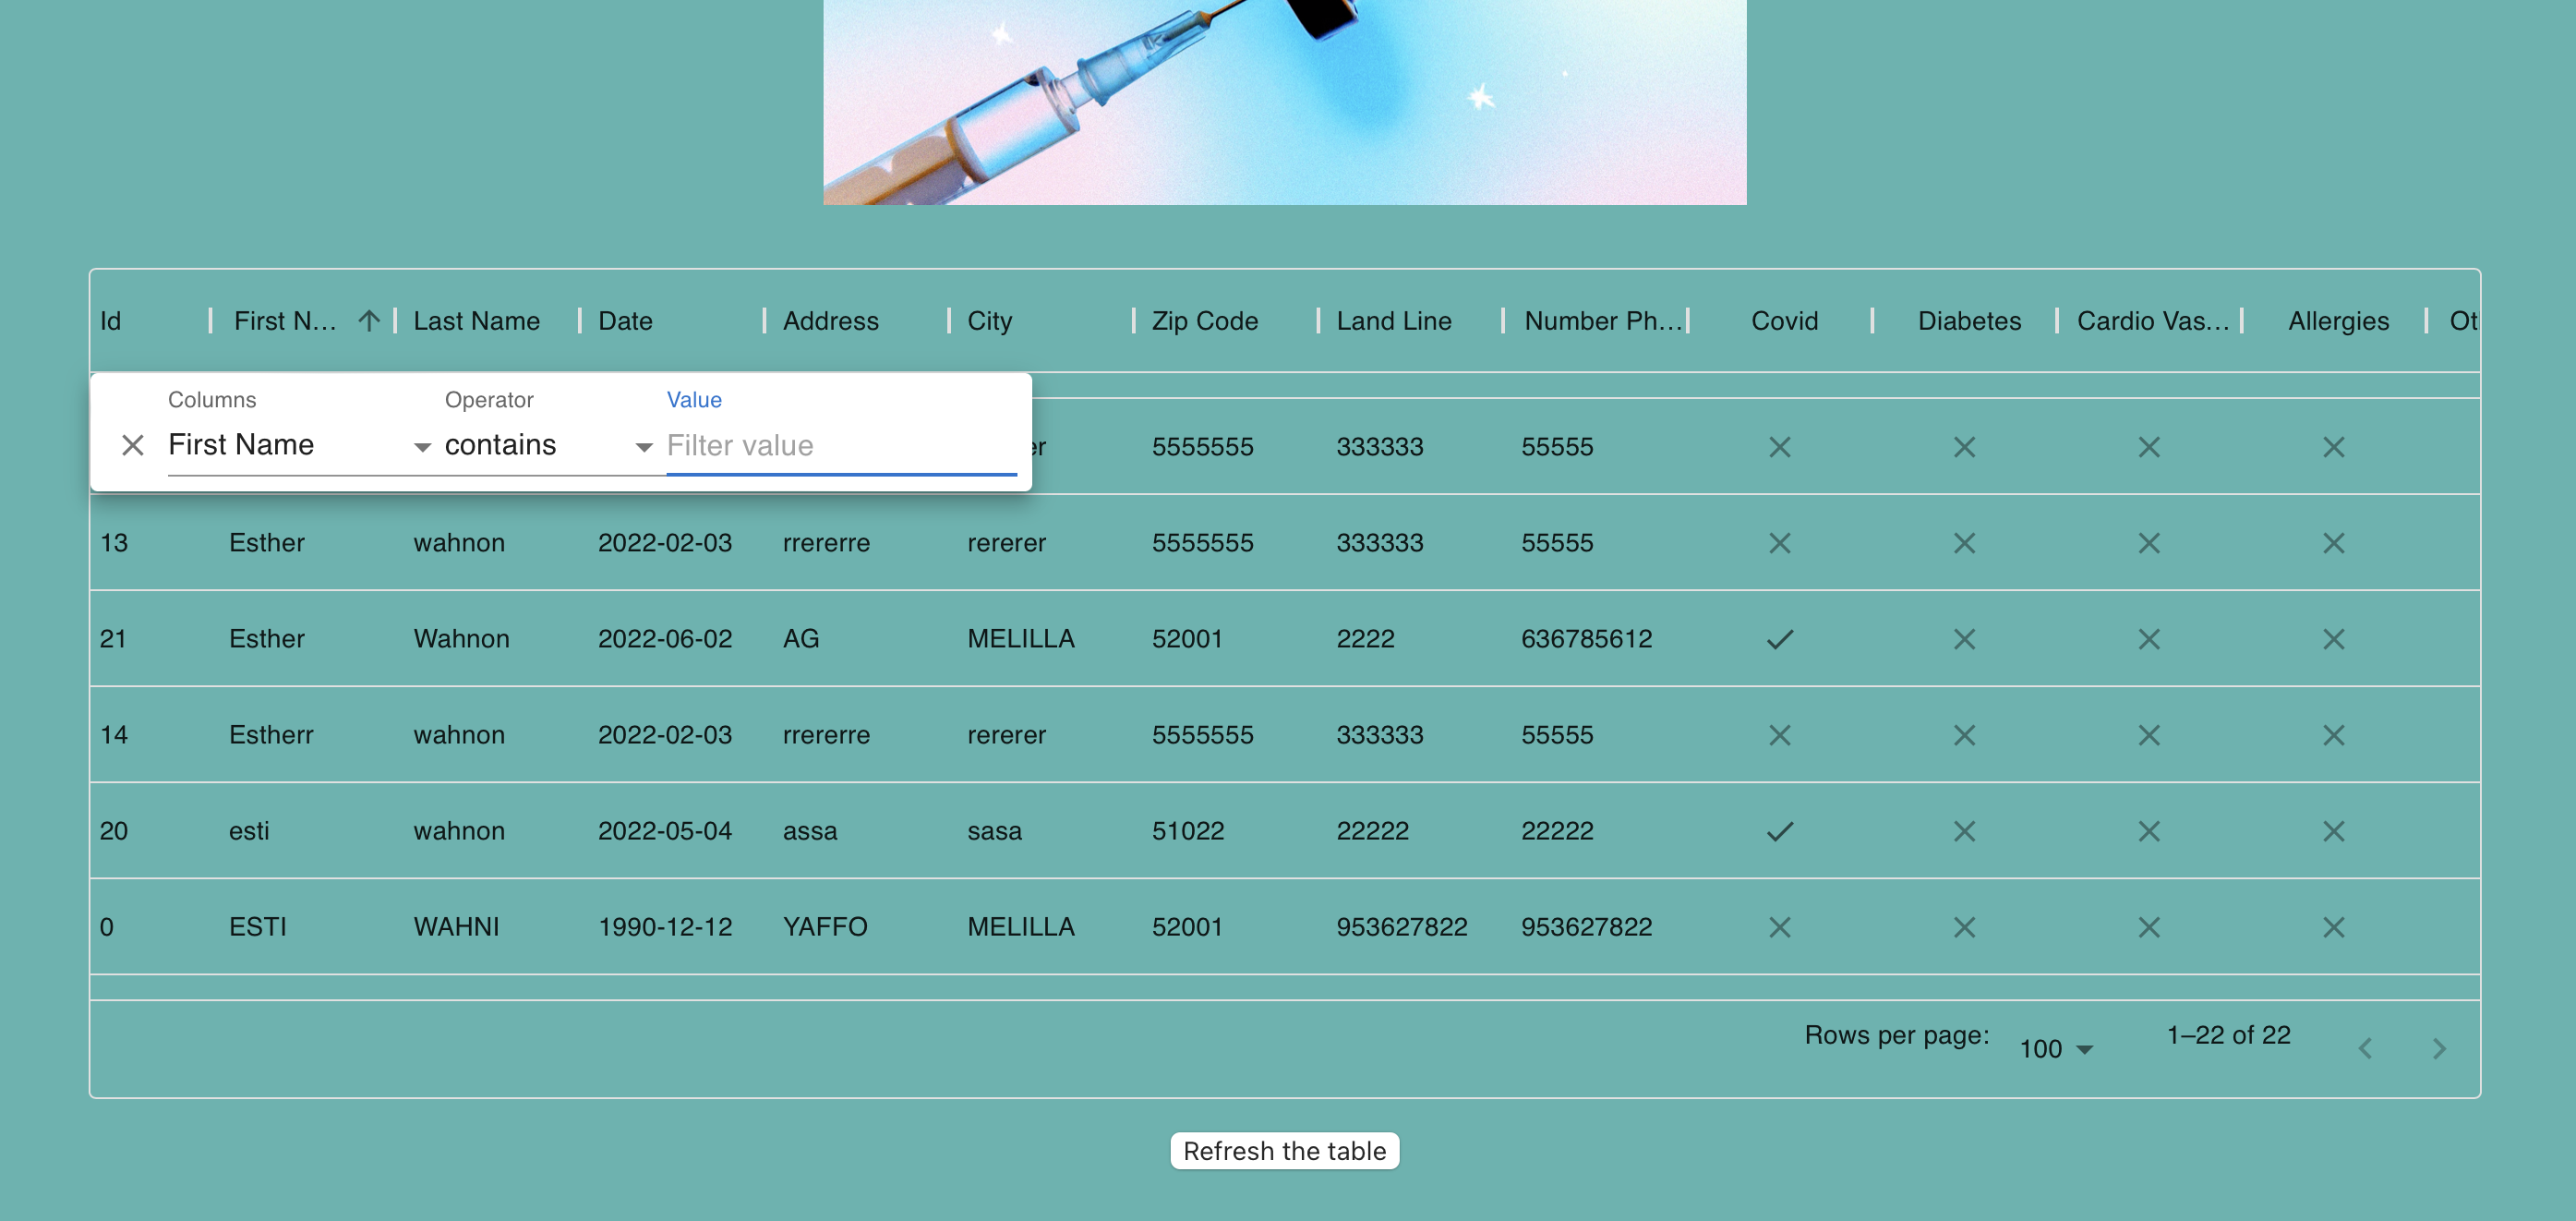 Id First N... Last Name Date Address City Zip Code Land Line Number Ph... Covid Diabetes Cardio Vas... Allergies Ot
Columns Operator Value
First Name contains Filter value er 5555555 333333 55555
13 Esther wahnon 2022-02-03 rrererre rererer 5555555 333333 55555
21 Esther Wahnon 2022-06-02 AG MELILLA 52001 2222 636785612
14 Estherr wahnon 2022-02-03 rrererre rererer 5555555 333333 55555
20 esti wahnon 2022-05-04 assa sasa 51022 22222 22222
0 ESTI WAHNI 1990-12-12 YAFFO MELILLA 52001 953627822 953627822
Rows per page: 100 1–22 of 22
Refresh the table